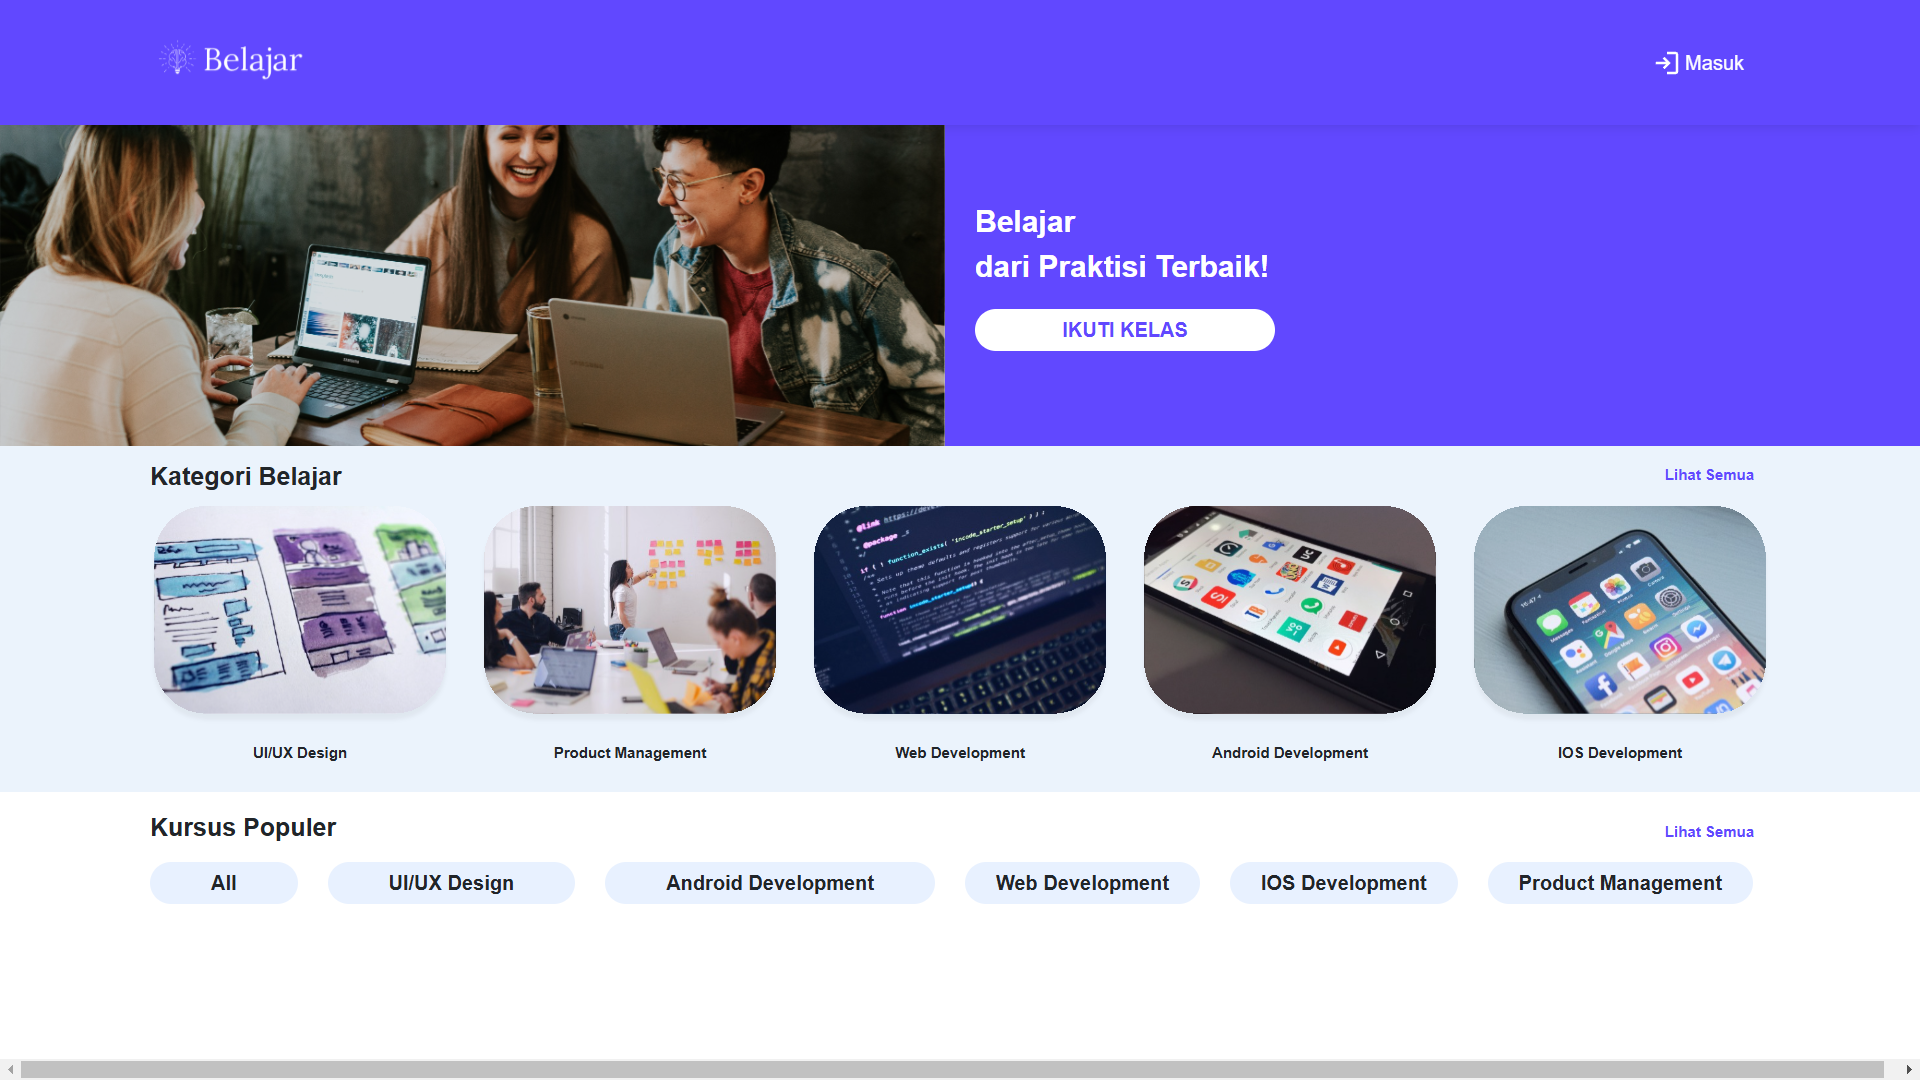 Belajar
Masuk
Belajar
dari Praktisi Terbaik!
IKUTI KELAS
Kategori Belajar
Lihat Semua
UI/UX Design
Product Management
Web Development
Android Development
IOS Development
Kursus Populer
Lihat Semua
All
UI/UX Design
Android Development
Web Development
IOS Development
Product Management